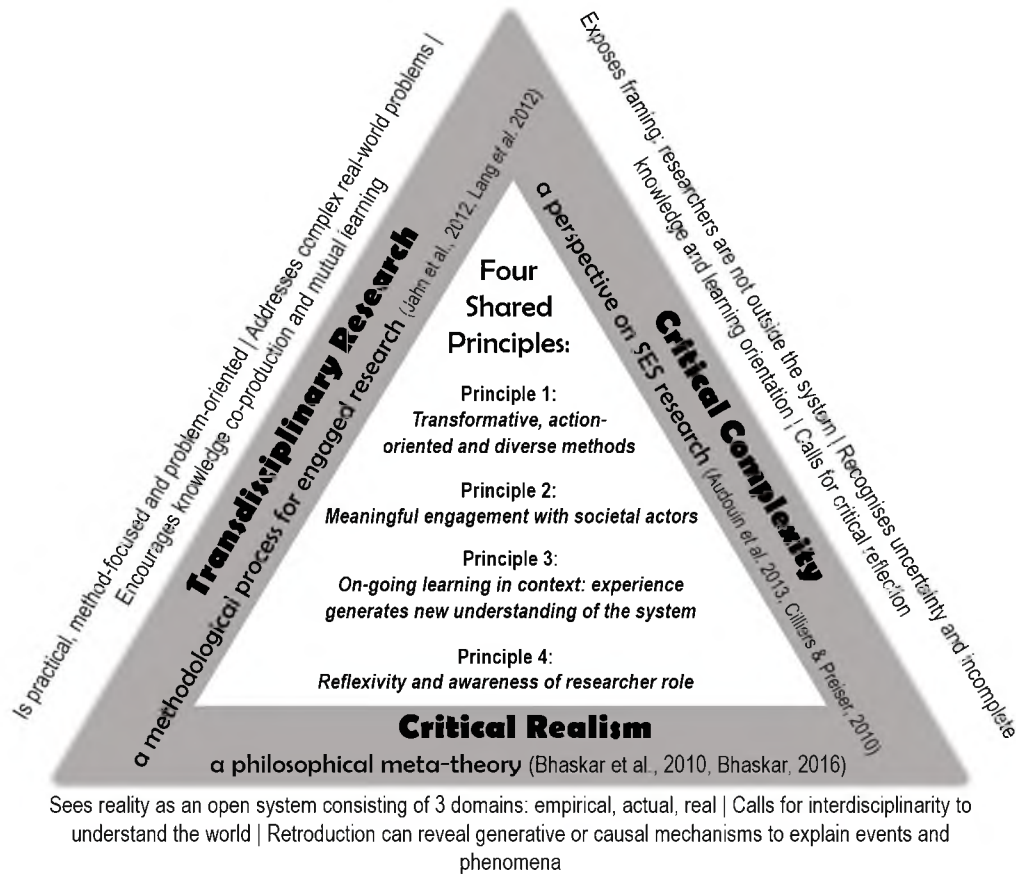 Is practical, method-focused and problem-oriented | Addresses complex real-world problems |
Encourages knowledge co-production and mutual learning
Transdisciplinary Research
a methodological process for engaged research (Jahn et al., 2012, Lang et al. 2012)
Exposes framing: researchers are not outside the system | Recognises uncertainty and incomplete
knowledge and learning orientation | Calls for critical reflection
Critical Complexity
a perspective on SES research (Audouin et al. 2013, Cilliers & Preiser, 2010)
Four
Shared
Principles:
Principle 1:
Transformative, action-
oriented and diverse methods
Principle 2:
Meaningful engagement with societal actors
Principle 3:
On-going learning in context: experience
generates new understanding of the system
Principle 4:
Reflexivity and awareness of researcher role
Critical Realism
a philosophical meta-theory (Bhaskar et al., 2010, Bhaskar, 2016)
Sees reality as an open system consisting of 3 domains: empirical, actual, real | Calls for interdisciplinarity to
understand the world | Retroduction can reveal generative or causal mechanisms to explain events and
phenomena